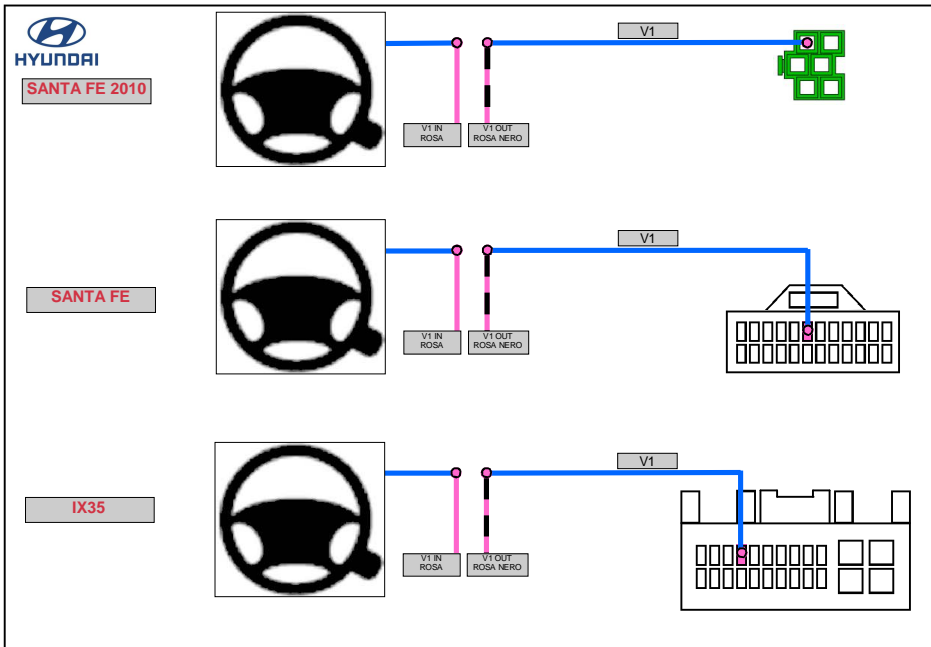 HYUNDAI
SANTA FE 2010
V1
V1 IN
ROSA
V1 OUT
ROSA NERO
SANTA FE
V1
V1 IN
ROSA
V1 OUT
ROSA NERO
IX35
V1
V1 IN
ROSA
V1 OUT
ROSA NERO